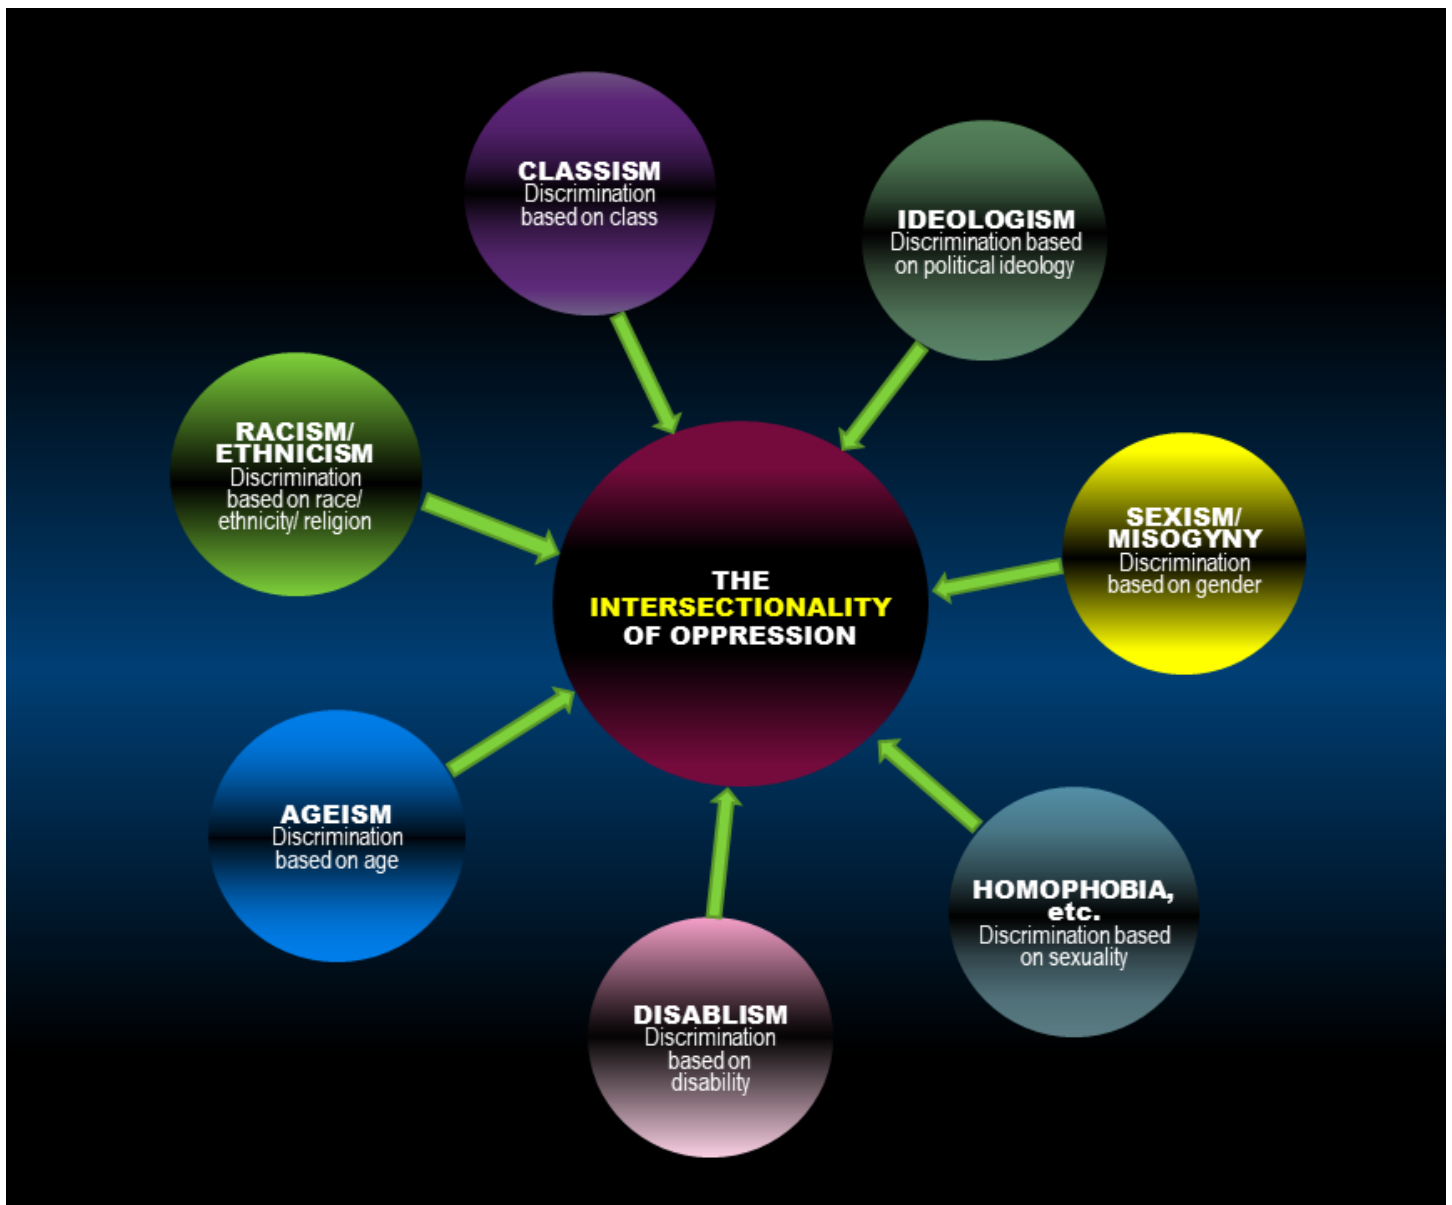 CLASSISM
Discrimination
based on class
IDEOLOGISM
Discrimination based
on political ideology
RACISM/
ETHNICISM
Discrimination
based on race/
ethnicity/ religion
SEXISM/
MISOGYNY
Discrimination
based on gender
THE
INTERSECTIONALITY
OF OPPRESSION
AGEISM
Discrimination
based on age
HOMOPHOBIA,
etc.
Discrimination based
on sexuality
DISABLISM
Discrimination
based on
disability